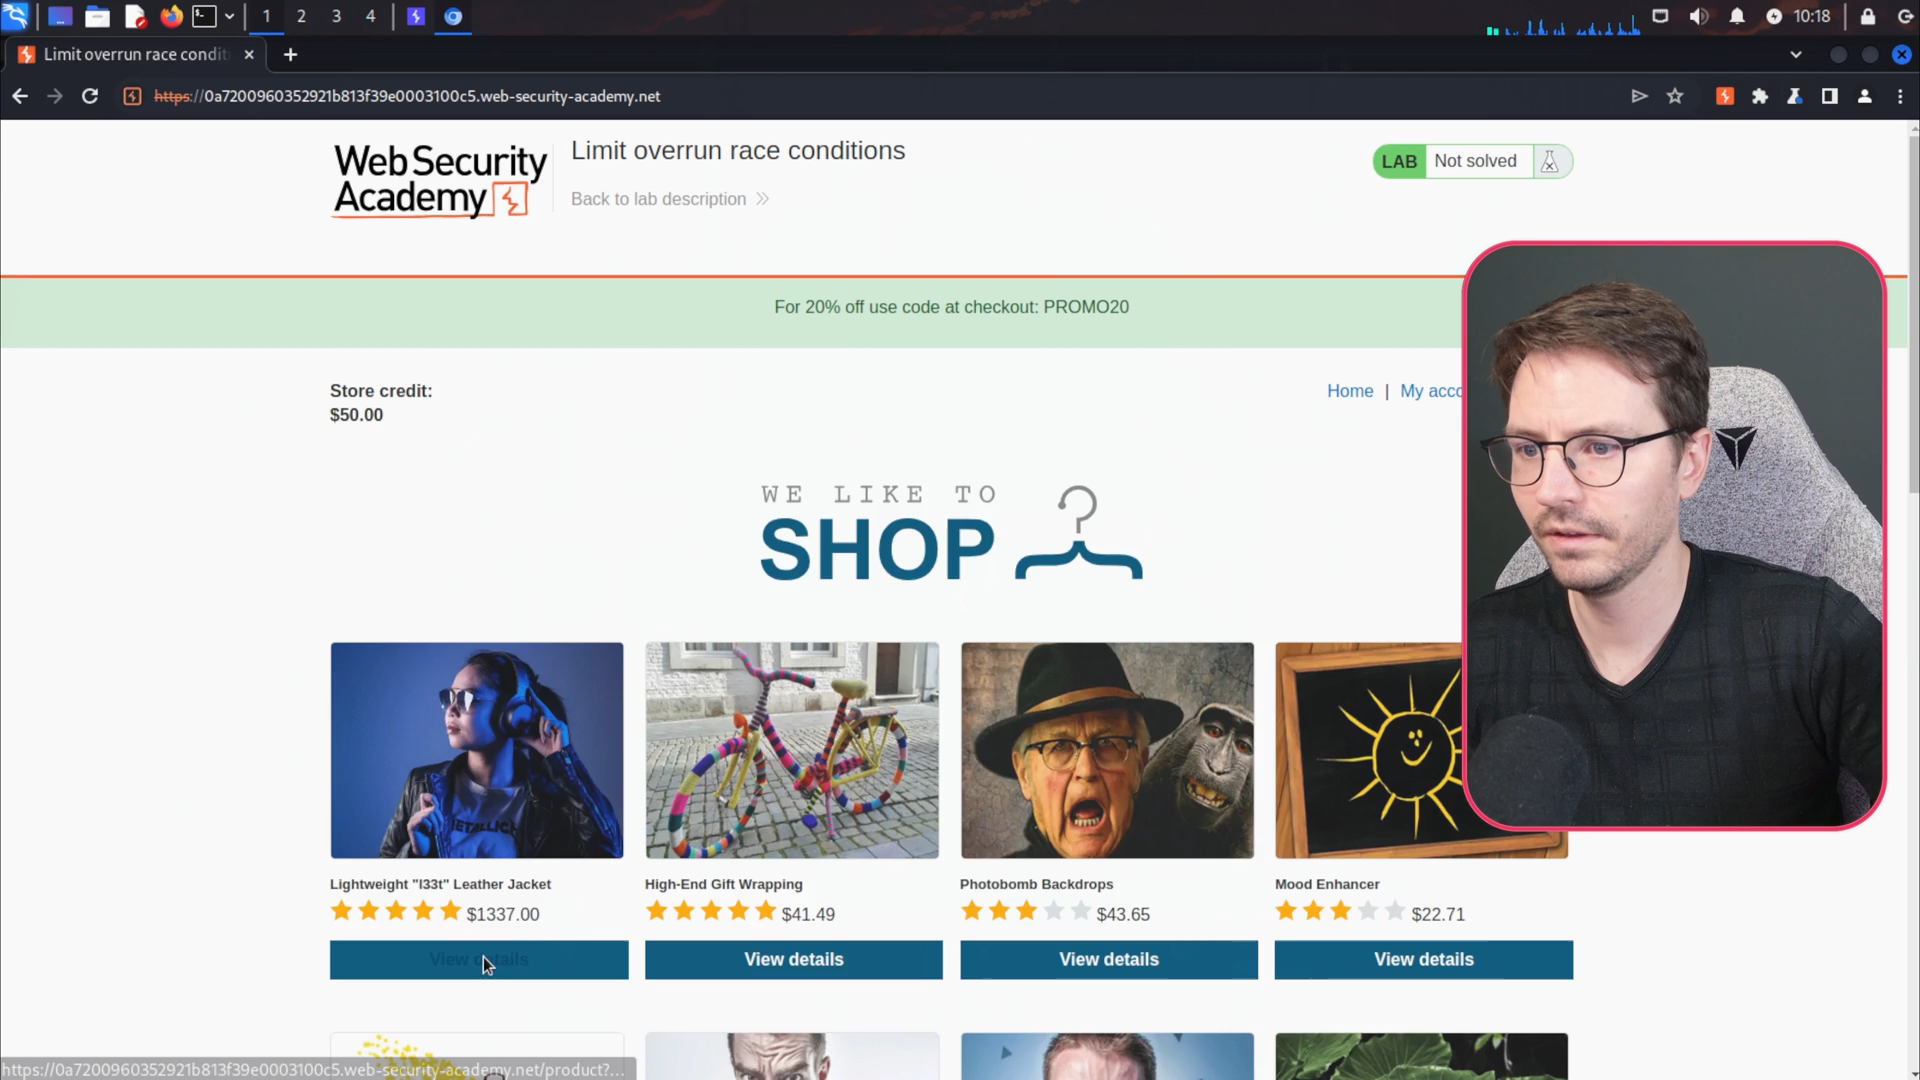 1 2 3 4
10:18
Limit overrun race condit
https://0a7200960352921b813f39e0003100c5.web-security-academy.net
Web Security
Academy
Limit overrun race conditions
Back to lab description
LAB Not solved
For 20% off use code at checkout: PROMO20
Store credit:
$50.00
Home | My acco
WE LIKE TO
SHOP
Lightweight "l33t" Leather Jacket
$1337.00
View details
High-End Gift Wrapping
$41.49
View details
Photobomb Backdrops
$43.65
View details
Mood Enhancer
$22.71
View details
https://0a7200960352921b813f39e0003100c5.web-security-academy.net/product?...